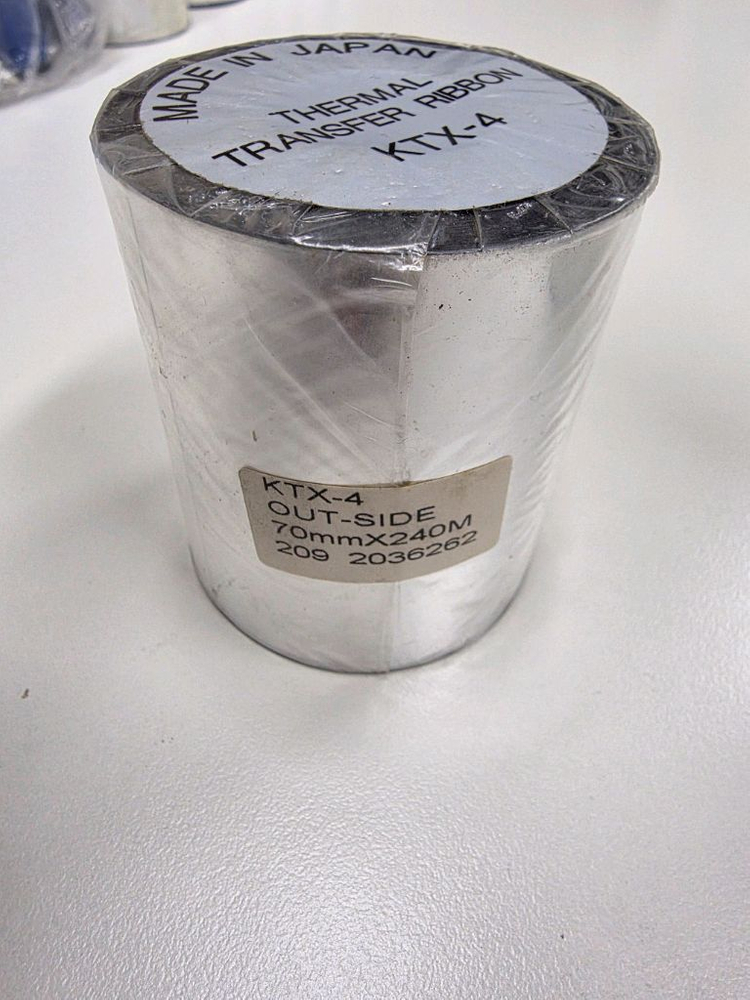 MADE IN JAPAN
THERMAL
TRANSFER RIBBON
KTX-4
KTX-4
OUT-SIDE
70mmX240M
209 2036262